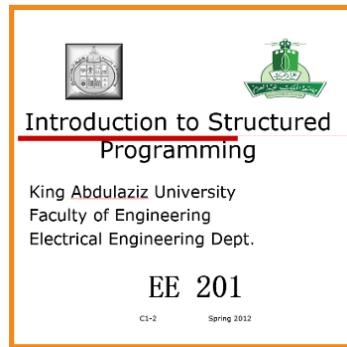 Introduction to Structured
Programming
King Abdulaziz University
Faculty of Engineering
Electrical Engineering Dept.
EE 201
C1-2 Spring 2012